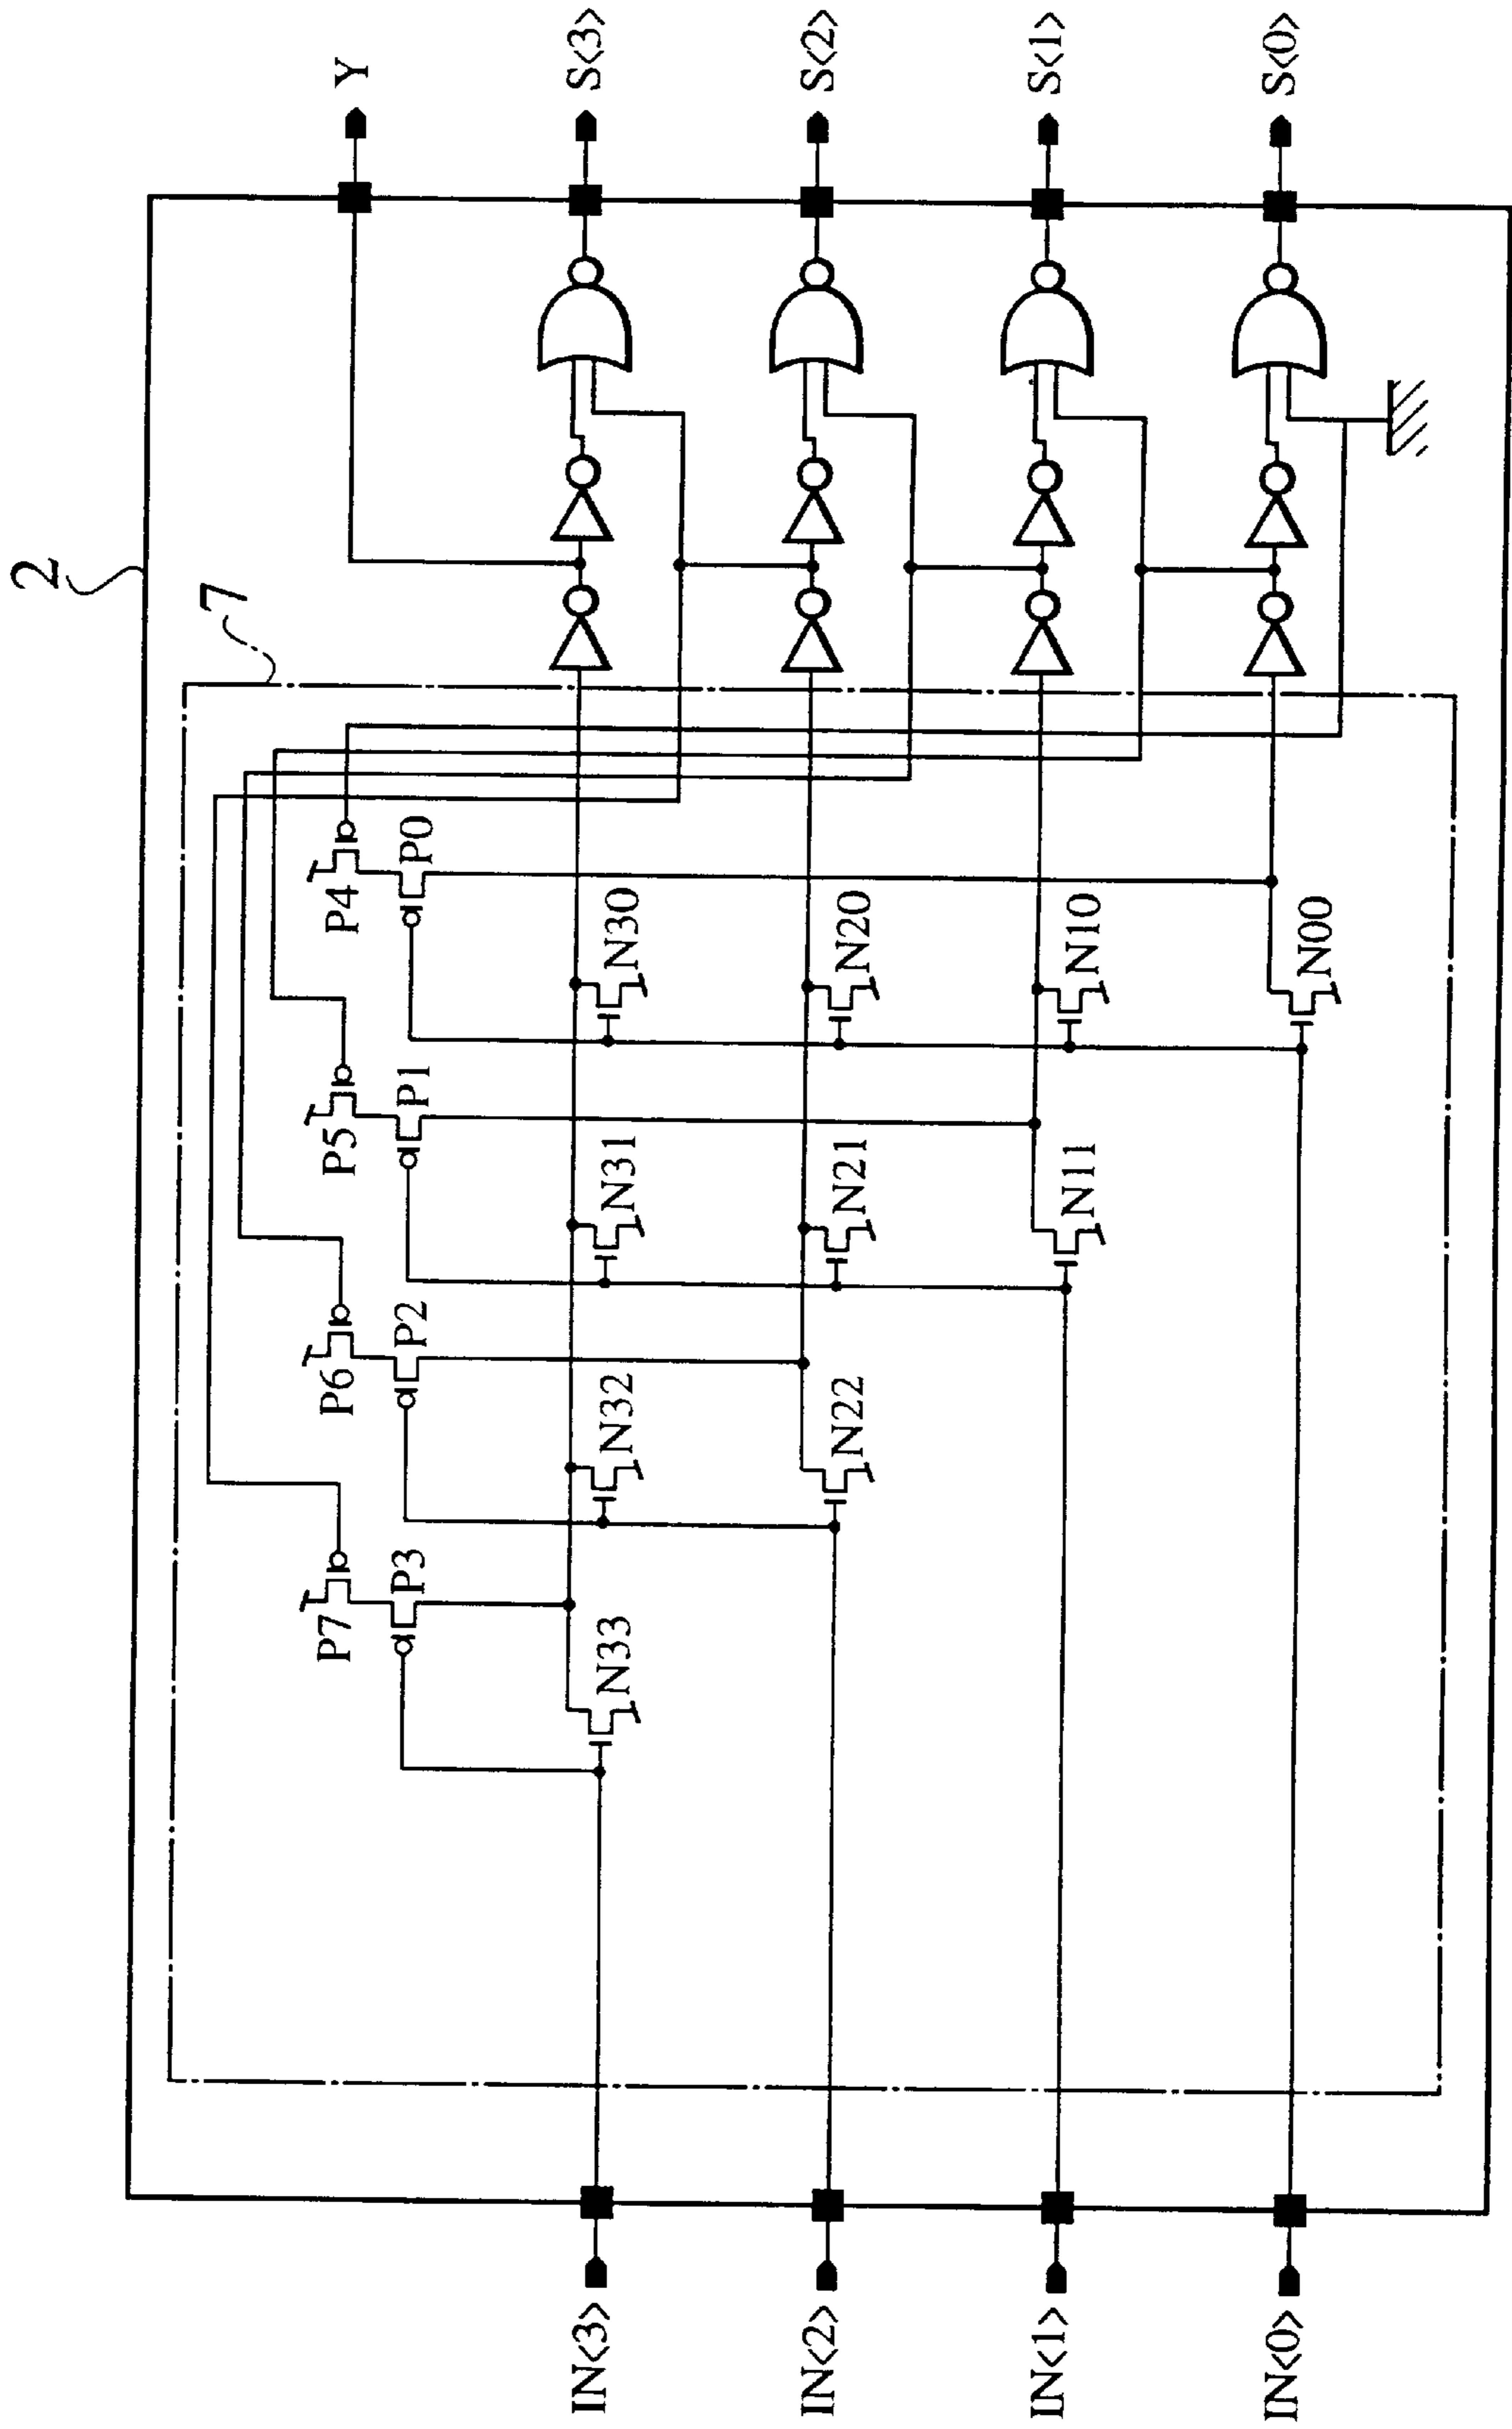 2
7
Y
S<3>
S<2>
S<1>
S<0>
P4
P0
P5
P1
P6
P2
P7
P3
N30
N20
N10
N00
N31
N21
N11
N32
N22
N33
IN<3>
IN<2>
IN<1>
IN<0>